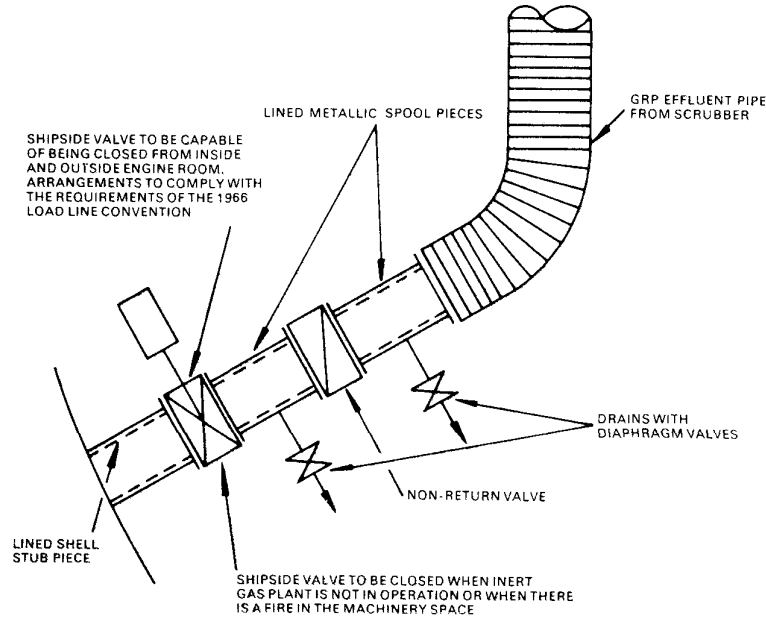 GRP EFFLUENT PIPE
FROM SCRUBBER
LINED METALLIC SPOOL PIECES
SHIPSIDE VALVE TO BE CAPABLE
OF BEING CLOSED FROM INSIDE
AND OUTSIDE ENGINE ROOM.
ARRANGEMENTS TO COMPLY WITH
THE REQUIREMENTS OF THE 1966
LOAD LINE CONVENTION
DRAINS WITH
DIAPHRAGM VALVES
NON-RETURN VALVE
LINED SHELL
STUB PIECE
SHIPSIDE VALVE TO BE CLOSED WHEN INERT
GAS PLANT IS NOT IN OPERATION OR WHEN THERE
IS A FIRE IN THE MACHINERY SPACE